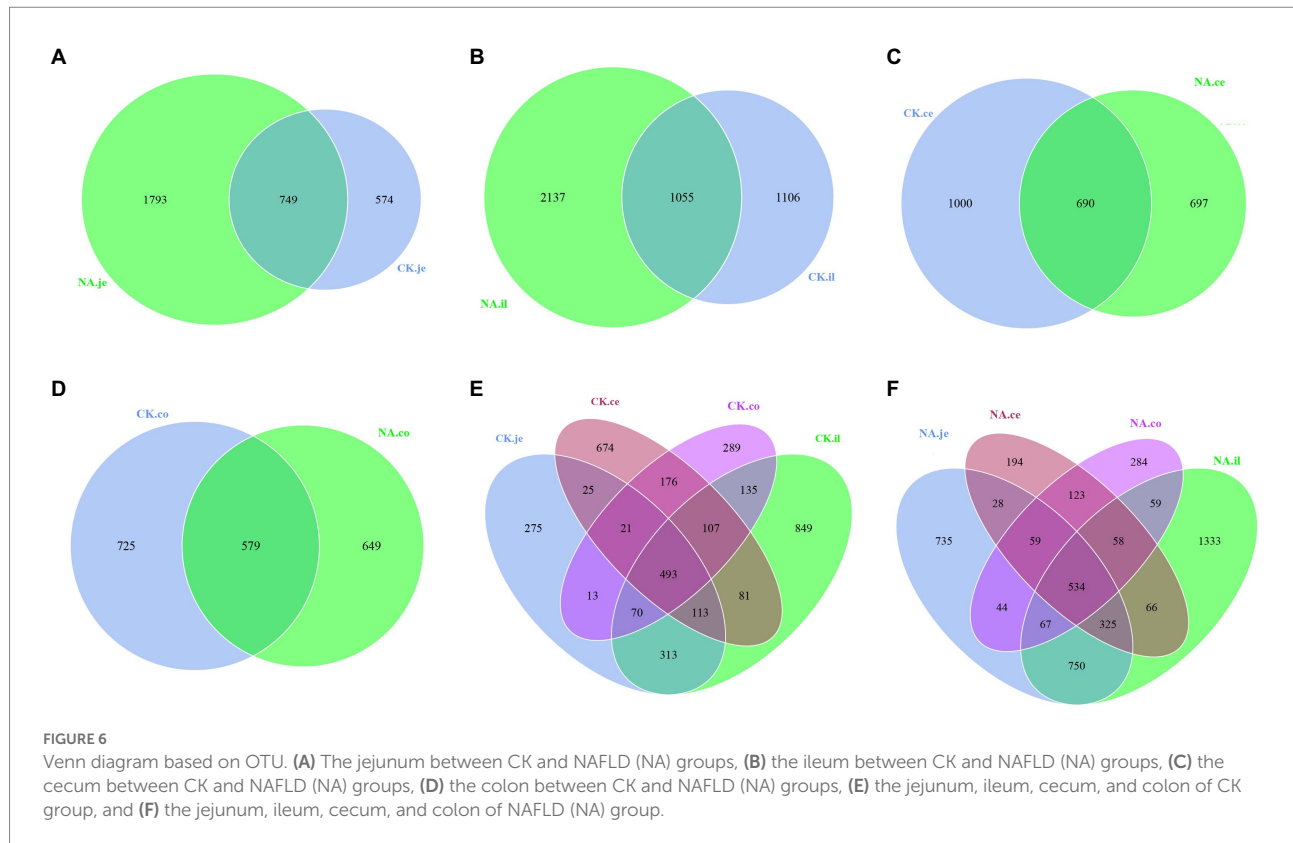 A
B
C
NA.ce
CK.ce
1793
749
574
2137
1055
1106
1000
690
697
CK.je
NA.je
CK.il
NA.il
D
E
F
CK.co
NA.co
725
579
649
CK.ce
CK.co
CK.je
CK.il
674
289
25
176
135
275
21
107
849
493
13
81
70
113
313
NA.ce
NA.co
NA.je
NA.il
194
284
28
123
59
735
59
58
1333
534
44
66
67
325
750
FIGURE 6
Venn diagram based on OTU. (A) The jejunum between CK and NAFLD (NA) groups, (B) the ileum between CK and NAFLD (NA) groups, (C) the
cecum between CK and NAFLD (NA) groups, (D) the colon between CK and NAFLD (NA) groups, (E) the jejunum, ileum, cecum, and colon of CK
group, and (F) the jejunum, ileum, cecum, and colon of NAFLD (NA) group.